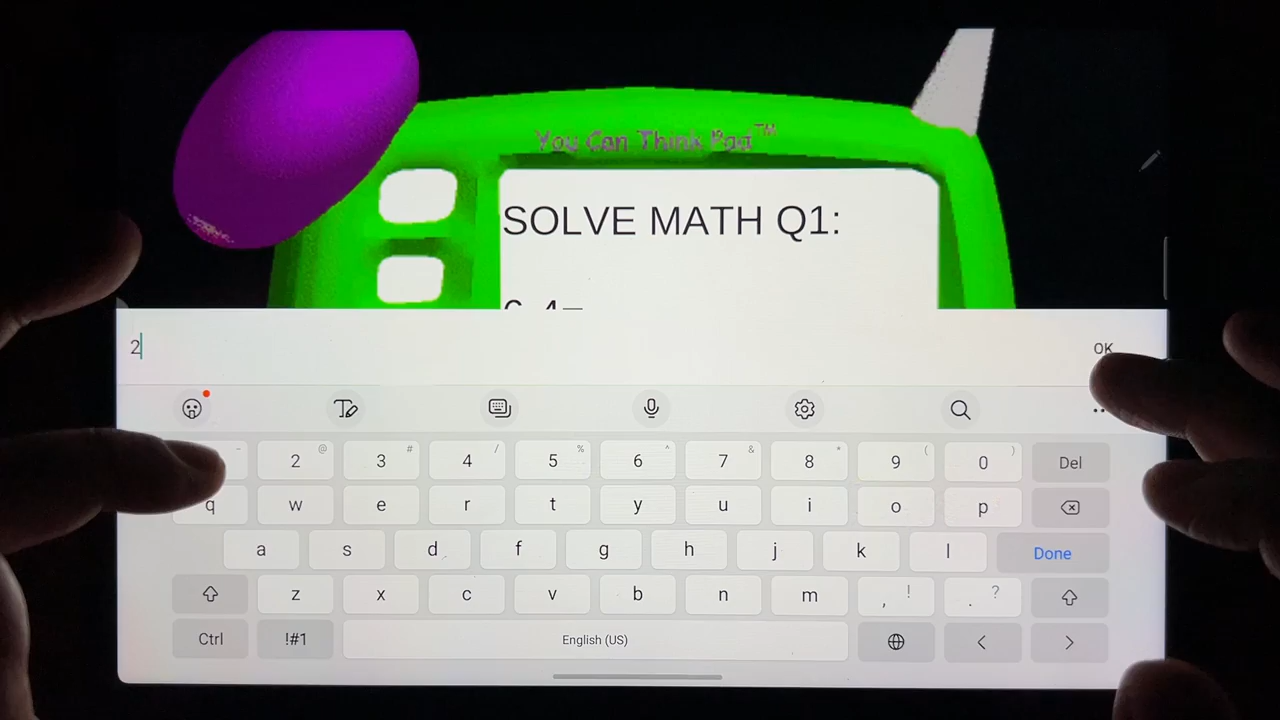 You Can Think Pad™
SOLVE MATH Q1:
2
OK
@ # / % ^ & * ( )
2 3 4 5 6 7 8 9 0 Del
q w e r t y u i o p
a s d f g h j k l Done
z x c v b n m , ! . ?
Ctrl !#1 English (US) < >